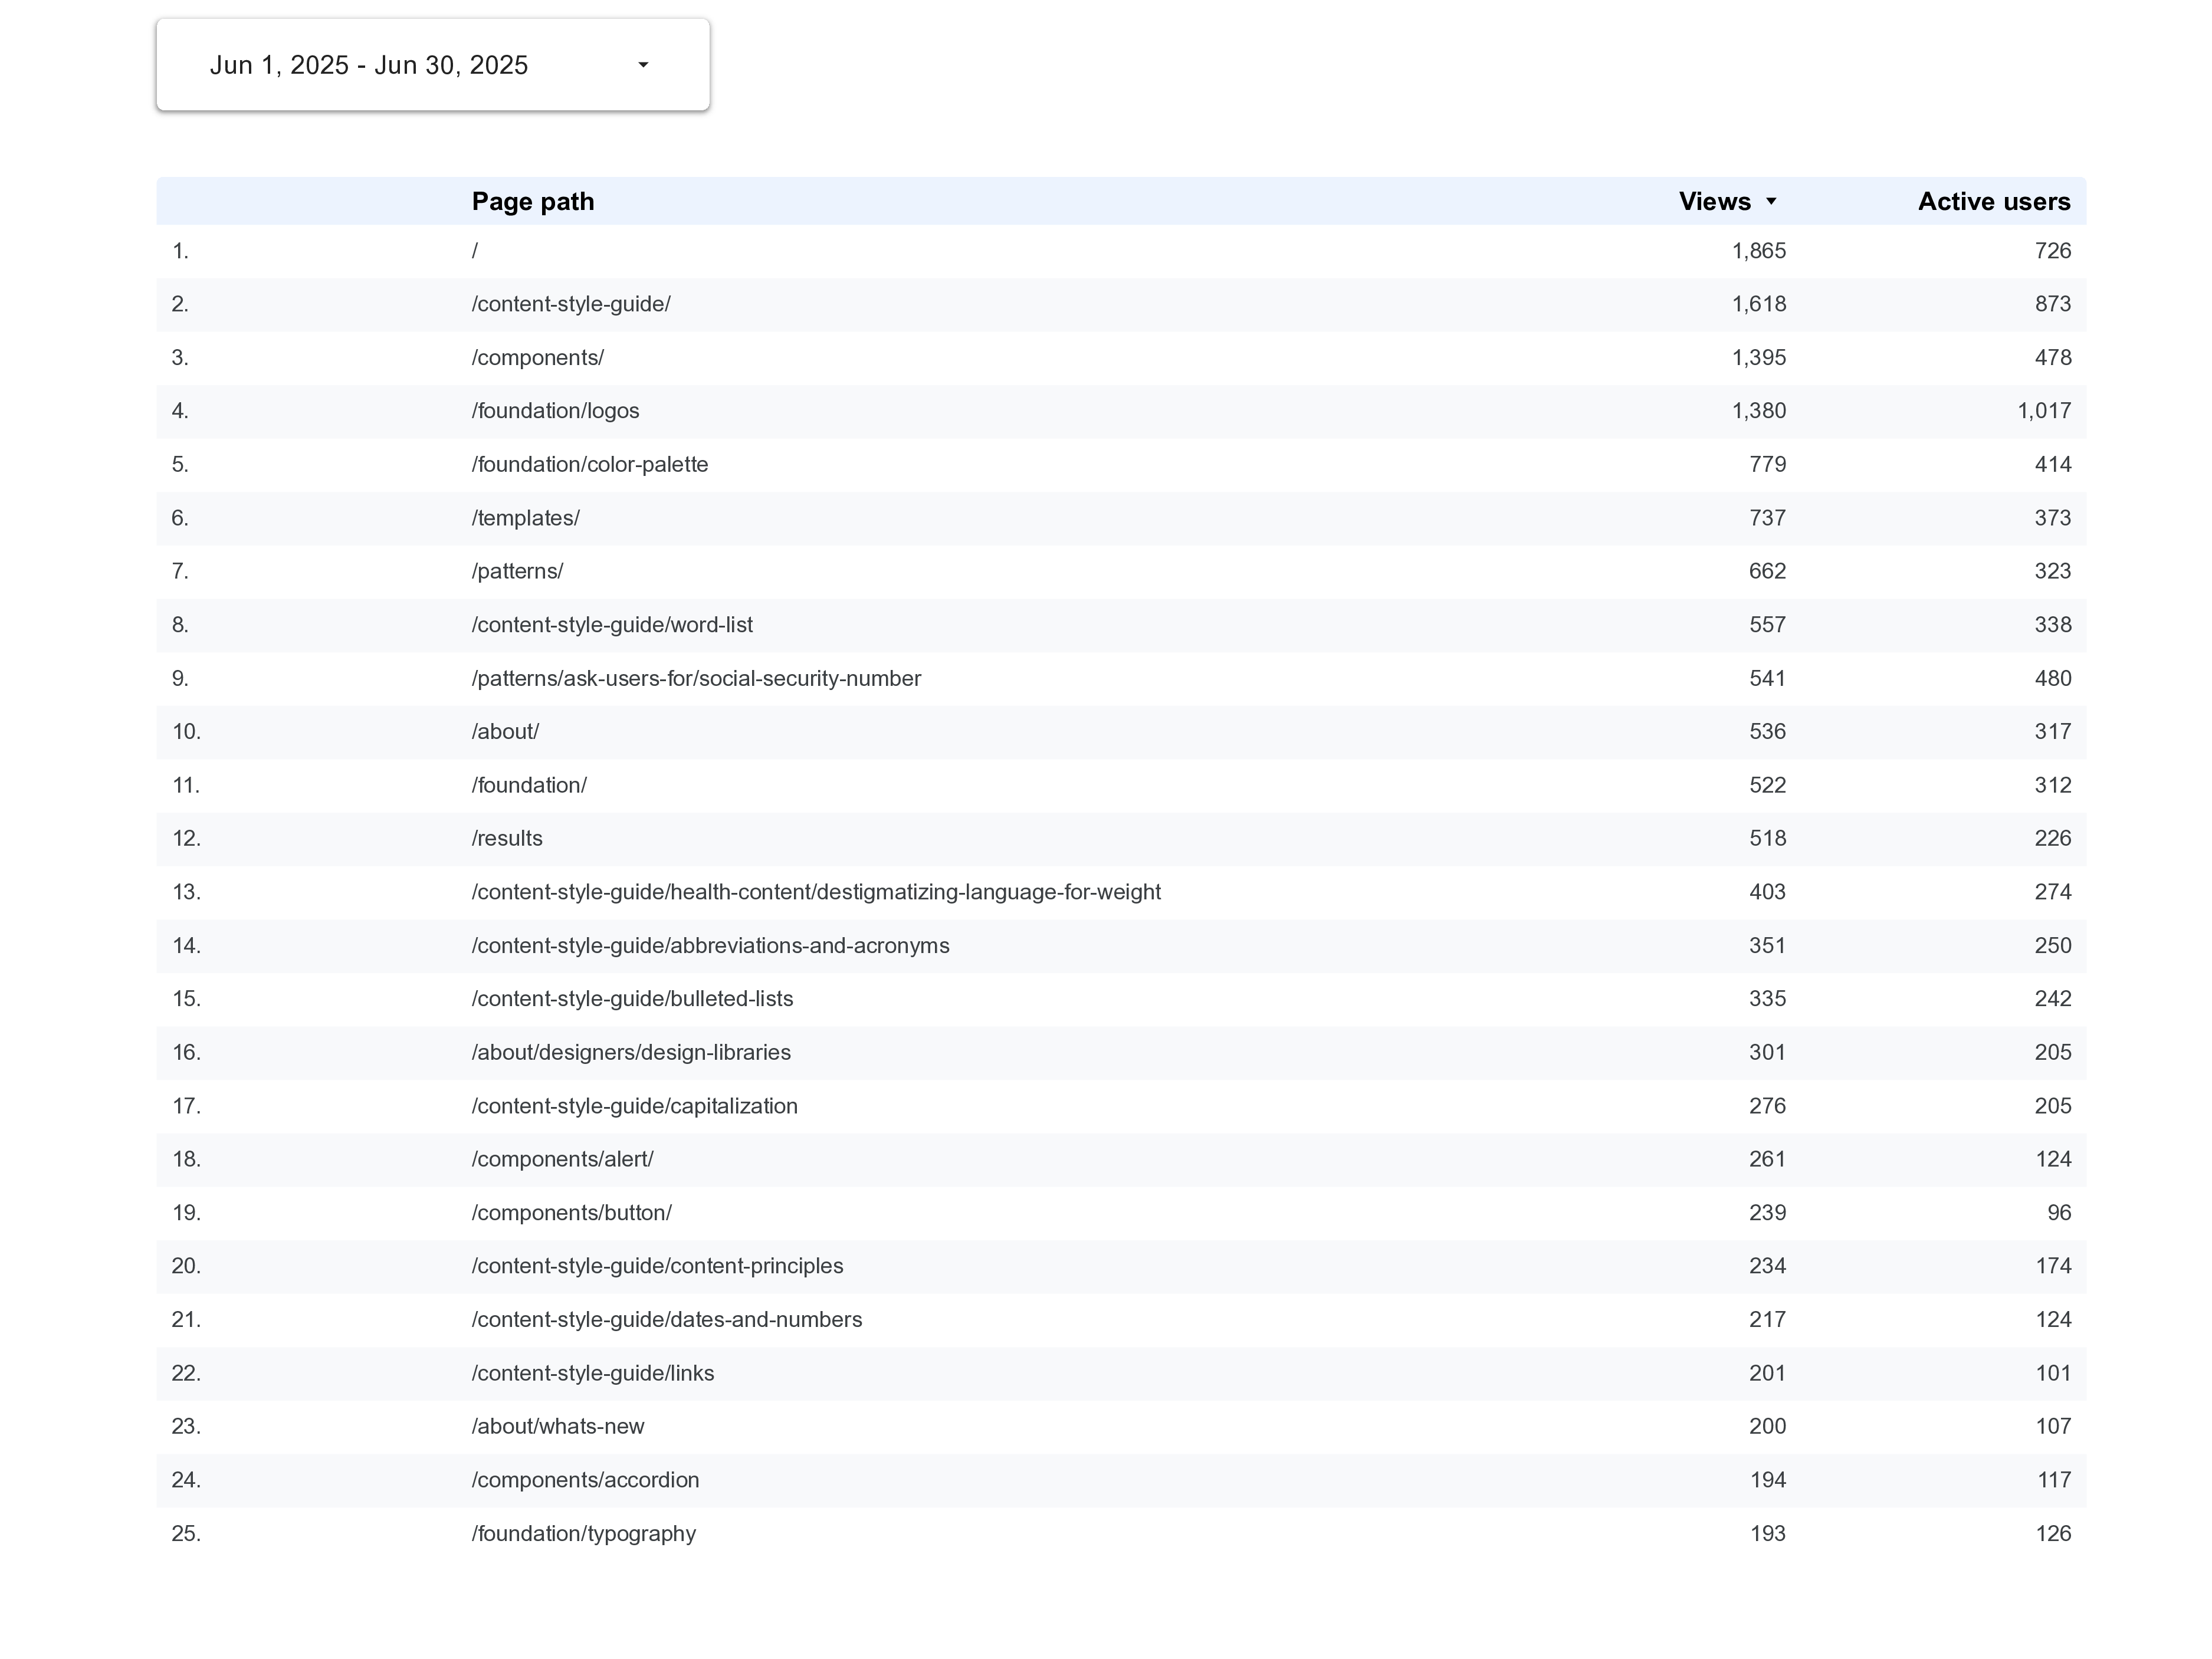 Jun 1, 2025 - Jun 30, 2025
Page path Views Active users
1. / 1,865 726
2. /content-style-guide/ 1,618 873
3. /components/ 1,395 478
4. /foundation/logos 1,380 1,017
5. /foundation/color-palette 779 414
6. /templates/ 737 373
7. /patterns/ 662 323
8. /content-style-guide/word-list 557 338
9. /patterns/ask-users-for/social-security-number 541 480
10. /about/ 536 317
11. /foundation/ 522 312
12. /results 518 226
13. /content-style-guide/health-content/destigmatizing-language-for-weight 403 274
14. /content-style-guide/abbreviations-and-acronyms 351 250
15. /content-style-guide/bulleted-lists 335 242
16. /about/designers/design-libraries 301 205
17. /content-style-guide/capitalization 276 205
18. /components/alert/ 261 124
19. /components/button/ 239 96
20. /content-style-guide/content-principles 234 174
21. /content-style-guide/dates-and-numbers 217 124
22. /content-style-guide/links 201 101
23. /about/whats-new 200 107
24. /components/accordion 194 117
25. /foundation/typography 193 126